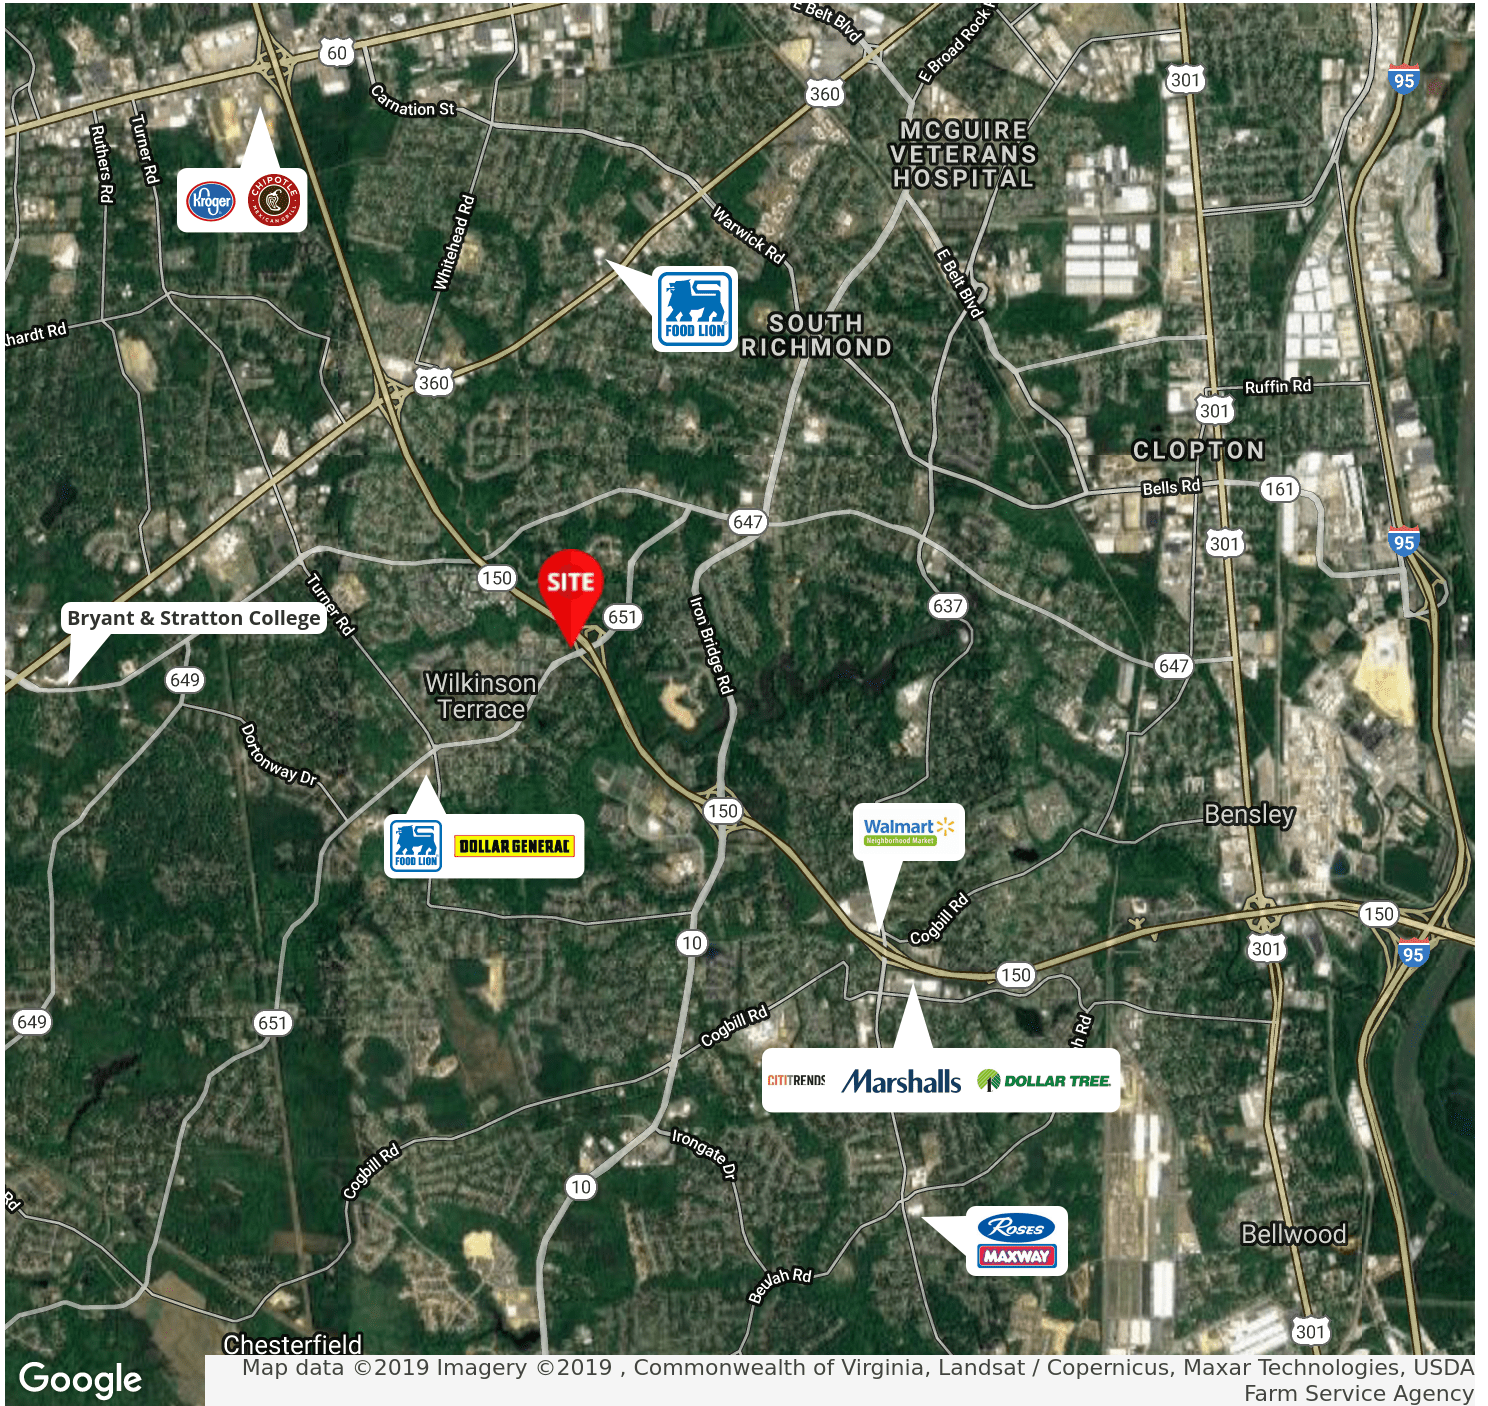 E Belt Blvd
60
E Broad Rock R
301
95
360
Carnation St
Ruthers Rd
Turner Rd
MCGUIRE
VETERANS
HOSPITAL
Kroger
CHIPOTLE
MEXICAN GRILL
Whitehead Rd
Warwick Rd
E Belt Blvd
FOOD LION
SOUTH
RICHMOND
khardt Rd
360
Ruffin Rd
301
CLOPTON
Bells Rd
161
647
301
95
150
SITE
651
637
Turner Rd
Bryant & Stratton College
Iron Bridge Rd
649
Wilkinson
Terrace
647
Dortonway Dr
150
Bensley
Walmart
Neighborhood Market
FOOD LION
DOLLAR GENERAL
Cogbill Rd
150
10
301
95
150
649
651
Cogbill Rd
h Rd
CITITRENDS
Marshalls
DOLLAR TREE
Irongate Dr
Cogbill Rd
10
Rd
ROSES
MAXWAY
Bellwood
Beulah Rd
301
Chesterfield
Google
Map data ©2019 Imagery ©2019 , Commonwealth of Virginia, Landsat / Copernicus, Maxar Technologies, USDA
Farm Service Agency